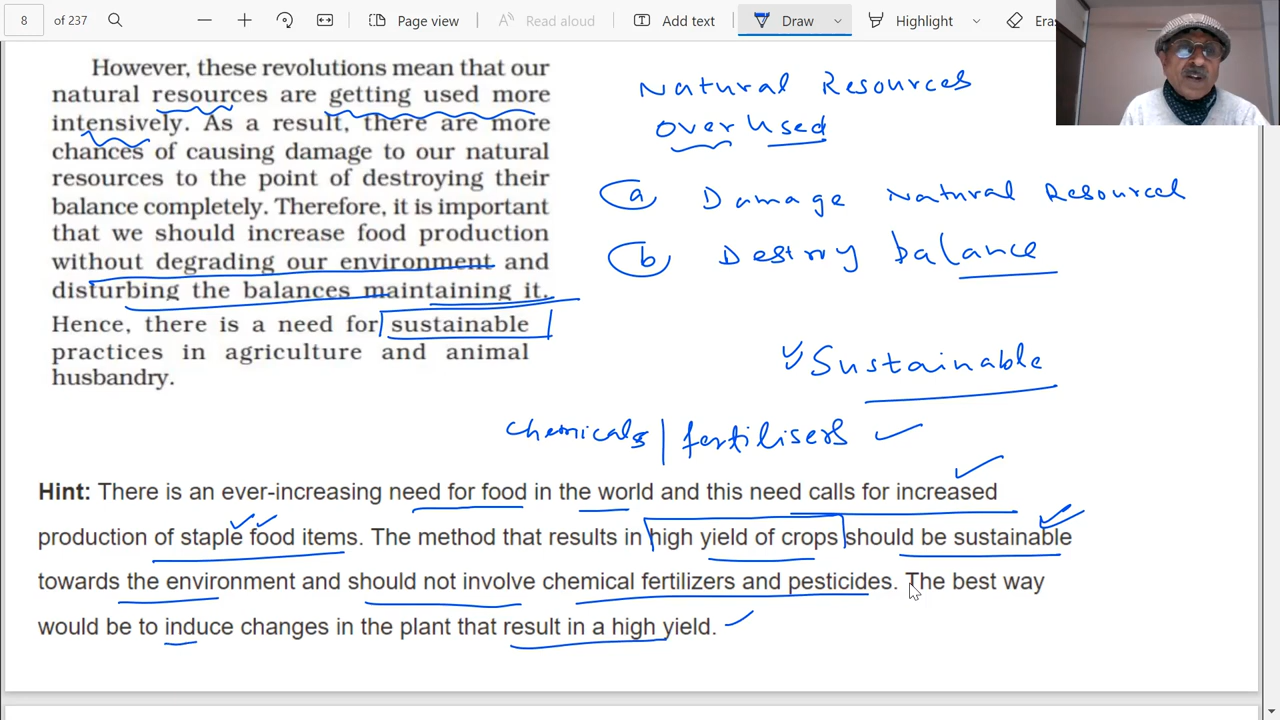 8 of 237
Page view
Read aloud
Add text
Draw
Highlight
However, these revolutions mean that our
natural resources are getting used more
intensively. As a result, there are more
chances of causing damage to our natural
resources to the point of destroying their
balance completely. Therefore, it is important
that we should increase food production
without degrading our environment and
disturbing the balances maintaining it.
Hence, there is a need for sustainable
practices in agriculture and animal
husbandry.
Natural Resources
over Used
a Damage Natural Resources
b Destroy balance
Sustainable
chemicals | fertilisers
Hint: There is an ever-increasing need for food in the world and this need calls for increased
production of staple food items. The method that results in high yield of crops should be sustainable
towards the environment and should not involve chemical fertilizers and pesticides. The best way
would be to induce changes in the plant that result in a high yield.